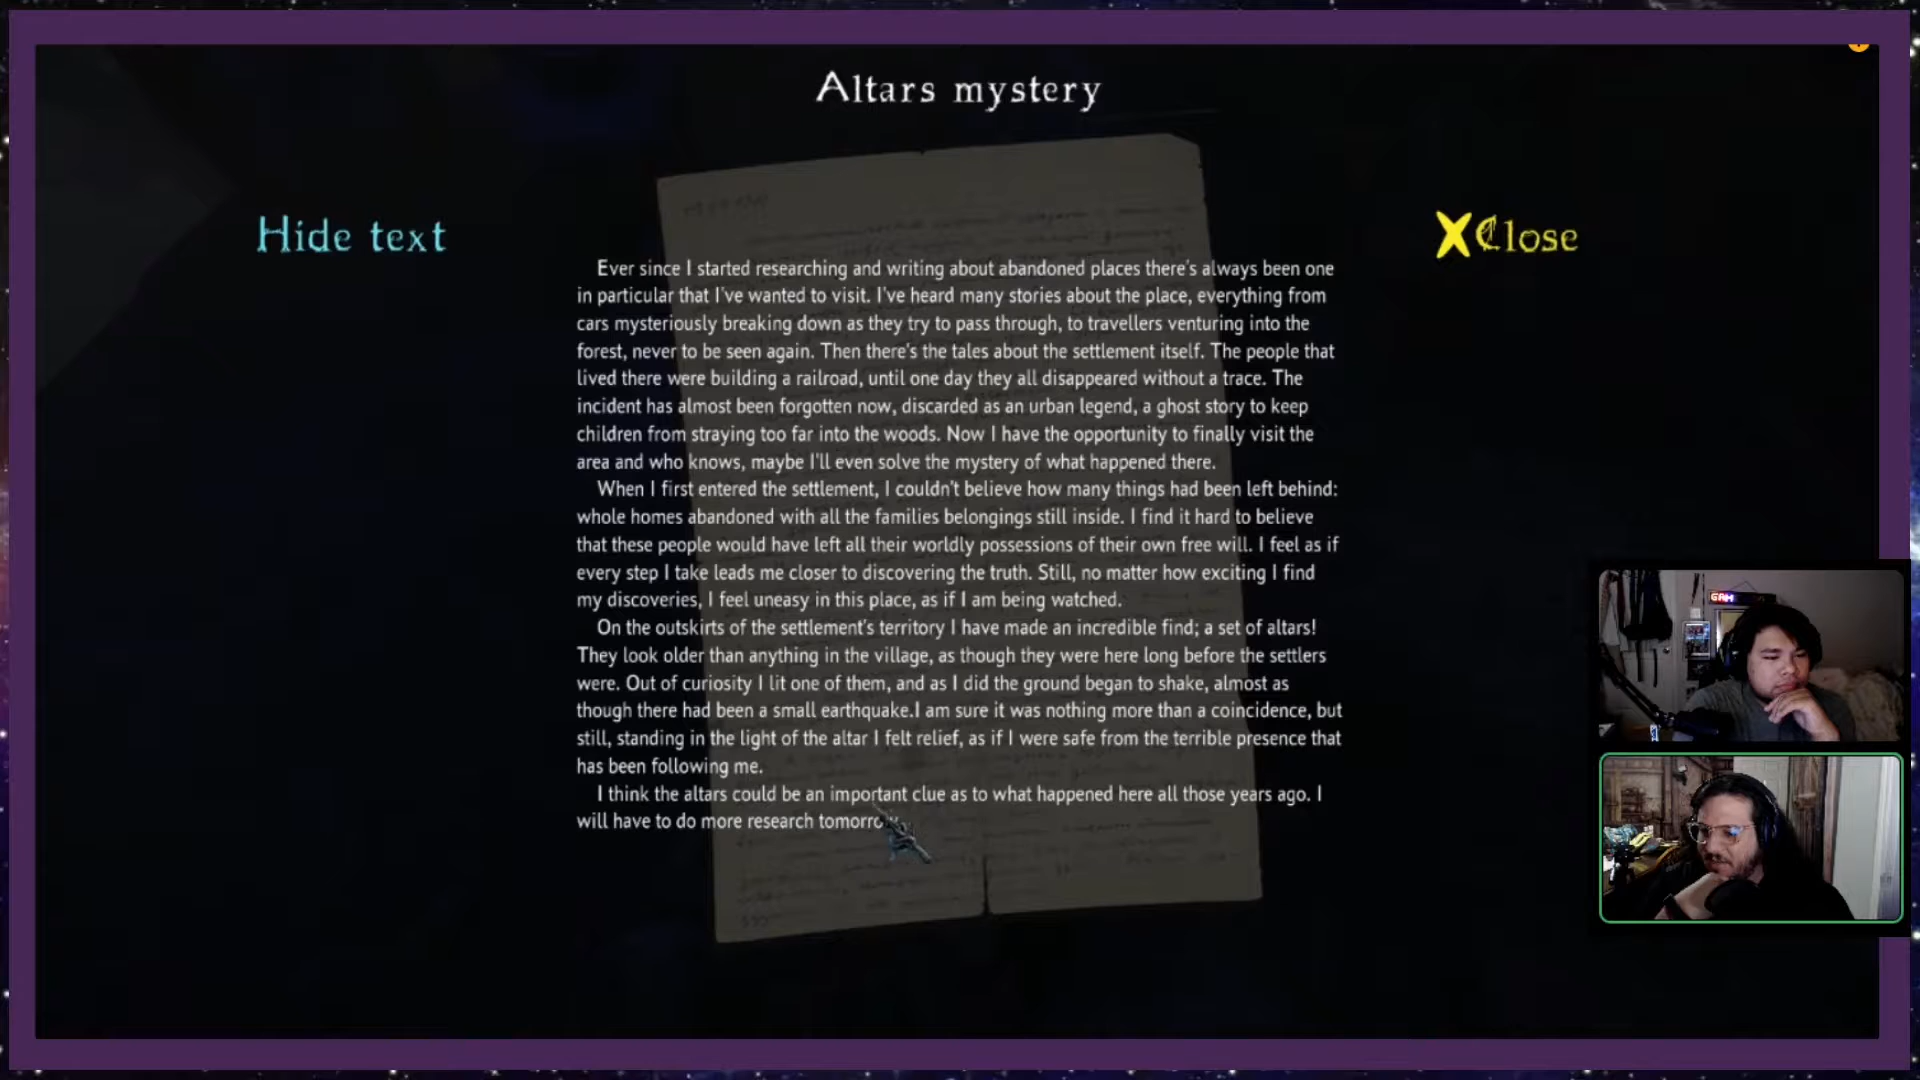 Altars mystery
Hide text
Close
Ever since I started researching and writing about abandoned places there's always been one
in particular that I've wanted to visit. I've heard many stories about the place, everything from
cars mysteriously breaking down as they try to pass through, to travellers venturing into the
forest, never to be seen again. Then there's the tales about the settlement itself. The people that
lived there were building a railroad, until one day they all disappeared without a trace. The
incident has almost been forgotten now, discarded as an urban legend, a ghost story to keep
children from straying too far into the woods. Now I have the opportunity to finally visit the
area and who knows, maybe I'll even solve the mystery of what happened there.
When I first entered the settlement, I couldn't believe how many things had been left behind:
whole homes abandoned with all the families belongings still inside. I find it hard to believe
that these people would have left all their worldly possessions of their own free will. I feel as if
every step I take leads me closer to discovering the truth. Still, no matter how exciting I find
my discoveries, I feel uneasy in this place, as if I am being watched.
On the outskirts of the settlement's territory I have made an incredible find; a set of altars!
They look older than anything in the village, as though they were here long before the settlers
were. Out of curiosity I lit one of them, and as I did the ground began to shake, almost as
though there had been a small earthquake.I am sure it was nothing more than a coincidence, but
still, standing in the light of the altar I felt relief, as if I were safe from the terrible presence that
has been following me.
I think the altars could be an important clue as to what happened here all those years ago. I
will have to do more research tomorrow